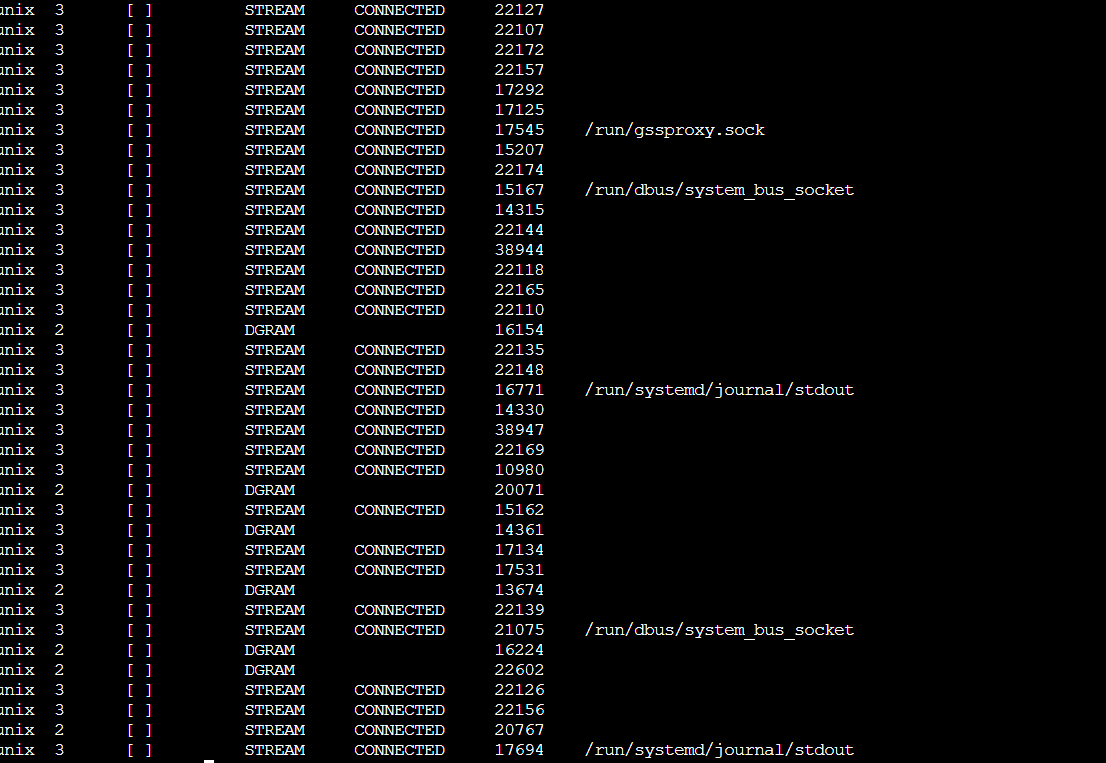 unix 3 [ ] STREAM CONNECTED 22127
unix 3 [ ] STREAM CONNECTED 22107
unix 3 [ ] STREAM CONNECTED 22172
unix 3 [ ] STREAM CONNECTED 22157
unix 3 [ ] STREAM CONNECTED 17292
unix 3 [ ] STREAM CONNECTED 17125
unix 3 [ ] STREAM CONNECTED 17545 /run/gssproxy.sock
unix 3 [ ] STREAM CONNECTED 15207
unix 3 [ ] STREAM CONNECTED 22174
unix 3 [ ] STREAM CONNECTED 15167 /run/dbus/system_bus_socket
unix 3 [ ] STREAM CONNECTED 14315
unix 3 [ ] STREAM CONNECTED 22144
unix 3 [ ] STREAM CONNECTED 38944
unix 3 [ ] STREAM CONNECTED 22118
unix 3 [ ] STREAM CONNECTED 22165
unix 3 [ ] STREAM CONNECTED 22110
unix 2 [ ] DGRAM 16154
unix 3 [ ] STREAM CONNECTED 22135
unix 3 [ ] STREAM CONNECTED 22148
unix 3 [ ] STREAM CONNECTED 16771 /run/systemd/journal/stdout
unix 3 [ ] STREAM CONNECTED 14330
unix 3 [ ] STREAM CONNECTED 38947
unix 3 [ ] STREAM CONNECTED 22169
unix 3 [ ] STREAM CONNECTED 10980
unix 2 [ ] DGRAM 20071
unix 3 [ ] STREAM CONNECTED 15162
unix 3 [ ] DGRAM 14361
unix 3 [ ] STREAM CONNECTED 17134
unix 3 [ ] STREAM CONNECTED 17531
unix 2 [ ] DGRAM 13674
unix 3 [ ] STREAM CONNECTED 22139
unix 3 [ ] STREAM CONNECTED 21075 /run/dbus/system_bus_socket
unix 2 [ ] DGRAM 16224
unix 2 [ ] DGRAM 22602
unix 3 [ ] STREAM CONNECTED 22126
unix 3 [ ] STREAM CONNECTED 22156
unix 2 [ ] DGRAM 20767
unix 3 [ ] STREAM CONNECTED 17694 /run/systemd/journal/stdout